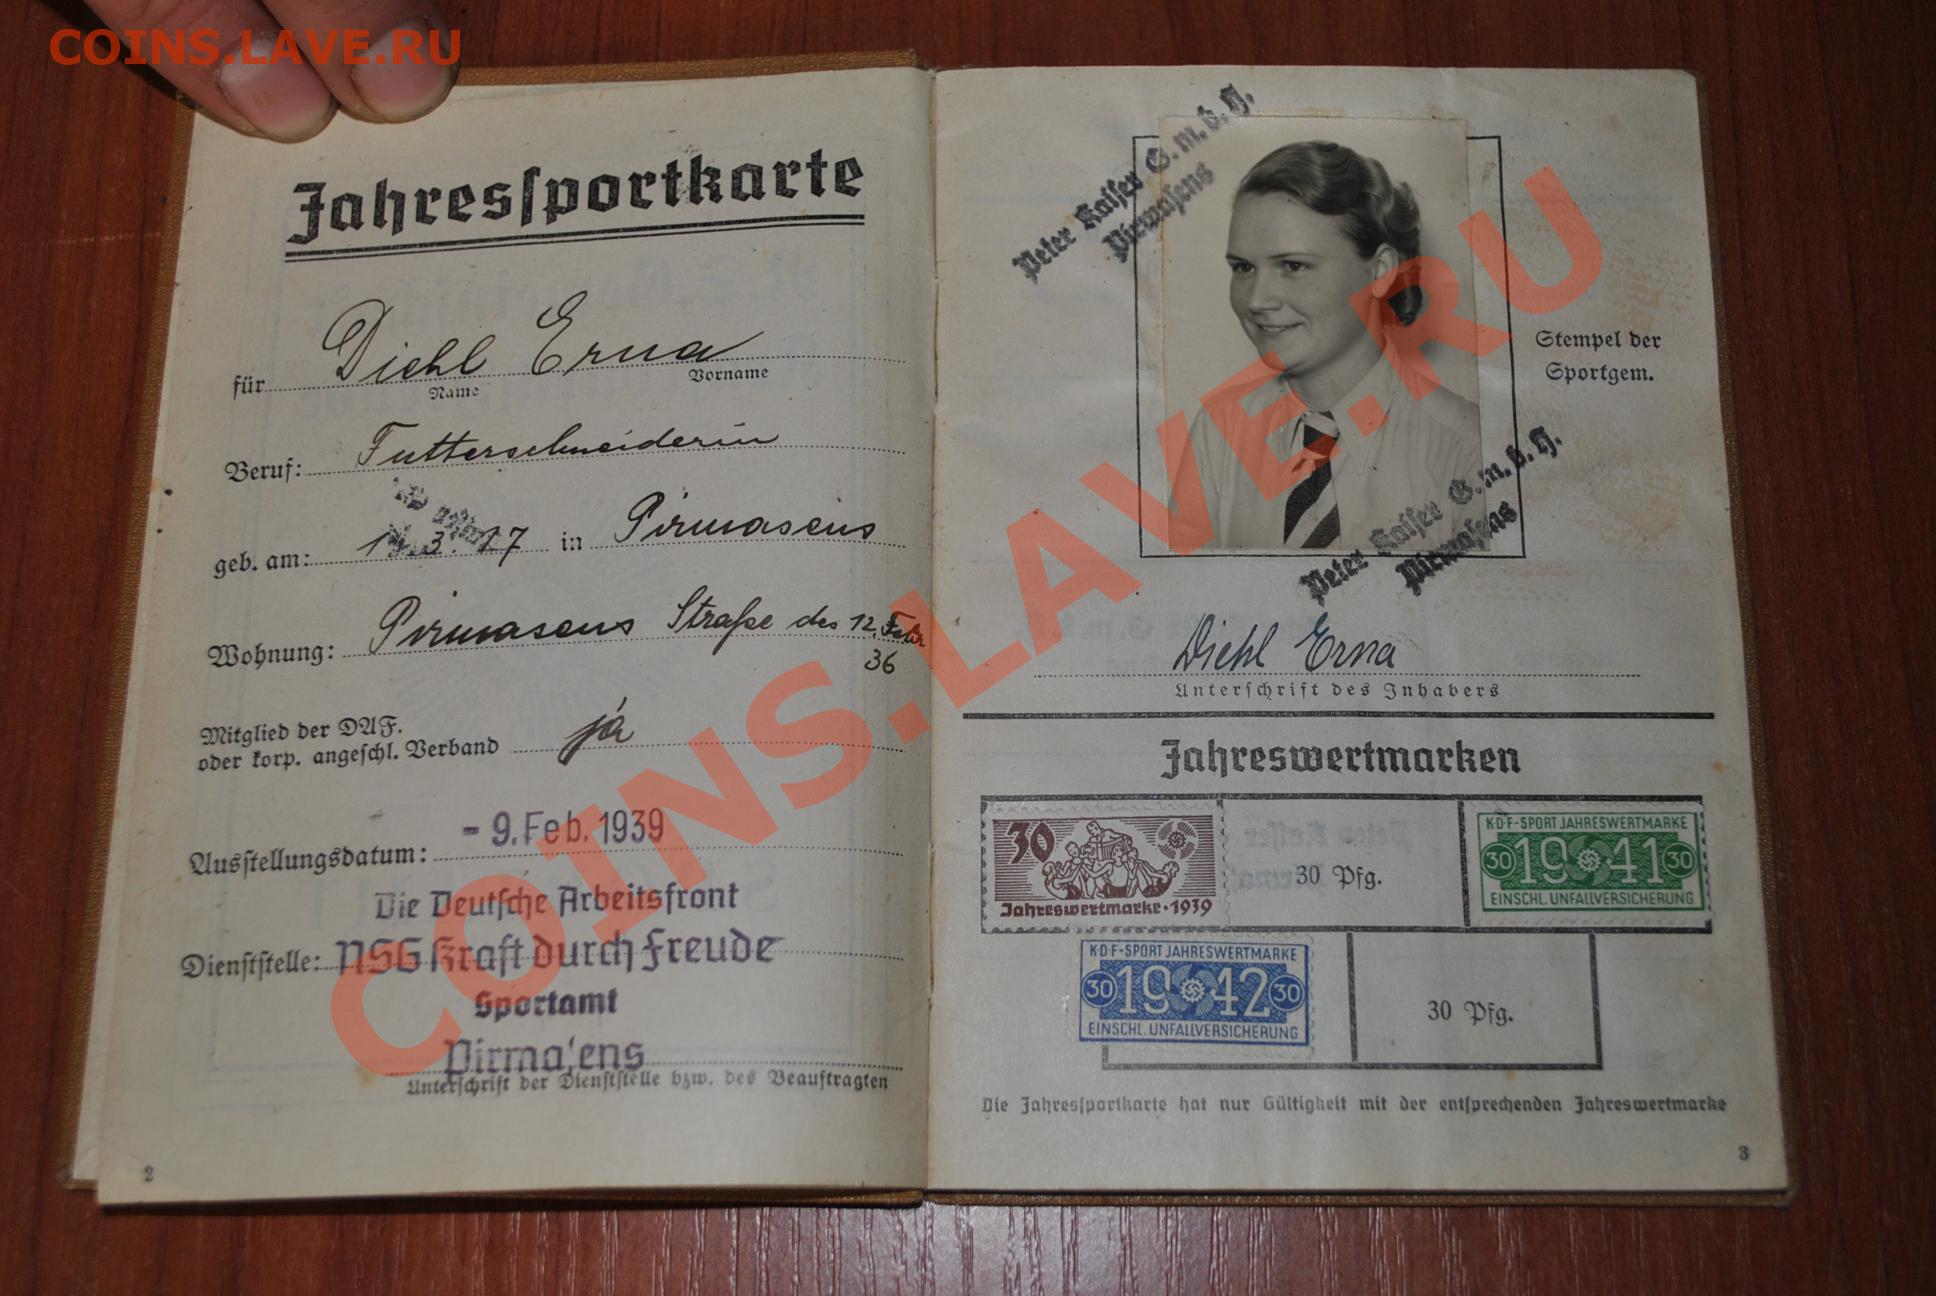 COINS.LAVE.RU
Jahressportkarte
für Diehl Erna
Name Vorname
Beruf: Futterschneiderin
geb. am: 3.17 in Pirmasens
Wohnung: Pirmasens Straße des 12. Febr
36
Mitglied der DAF.
oder korp. angeschl. Verband ja
Ausstellungsdatum: - 9. Feb. 1939
Die Deutsche Arbeitsfront
Dienststelle: NSG Kraft durch Freude
Sportamt
Pirmasens
Unterschrift der Dienststelle bzw. des Beauftragten
2
Peter Kaiser G.m.b.H.
Pirmasens
Stempel der
Sportgem.
Peter Kaiser G.m.b.H.
Pirmasens
Diehl Erna
Unterschrift des Inhabers
Jahreswertmarken
30
Jahreswertmarke · 1939
30 Pfg.
K·D·F-SPORT JAHRESWERTMARKE
30 19 41 30
EINSCHL. UNFALLVERSICHERUNG
K·D·F-SPORT JAHRESWERTMARKE
30 19 42 30
EINSCHL. UNFALLVERSICHERUNG
30 Pfg.
Die Jahressportkarte hat nur Gültigkeit mit der entsprechenden Jahreswertmarke
3
COINS.LAVE.RU